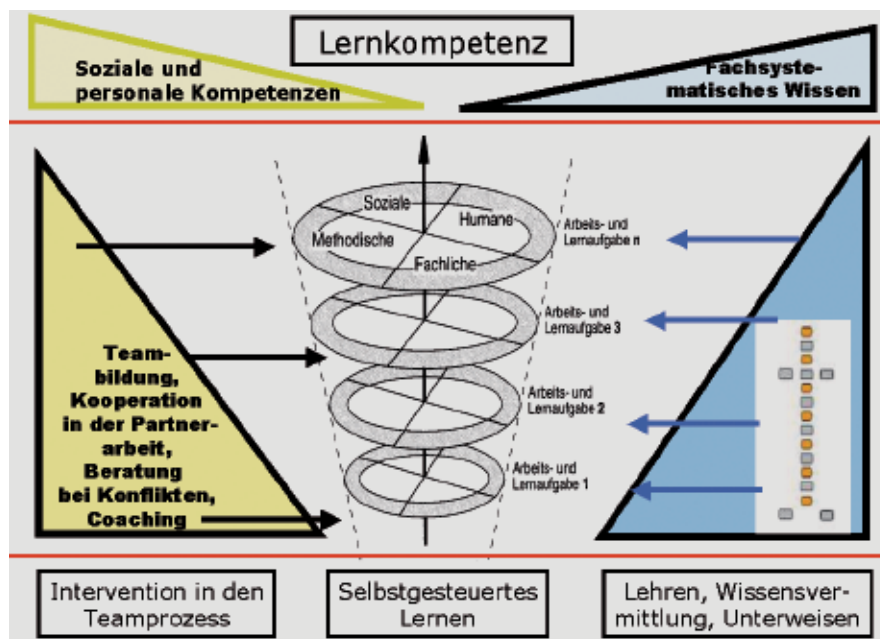 Lernkompetenz
Soziale und
personale Kompetenzen
Fachsyste-
matisches Wissen
Soziale
Humane
Methodische
Fachliche
Arbeits- und
Lernaufgabe n
Arbeits- und
Lernaufgabe 3
Arbeits- und
Lernaufgabe 2
Arbeits- und
Lernaufgabe 1
Team-
bildung,
Kooperation
in der Partner-
arbeit,
Beratung
bei Konflikten,
Coaching
Intervention in den
Teamprozess
Selbstgesteuertes
Lernen
Lehren, Wissensver-
mittlung, Unterweisen